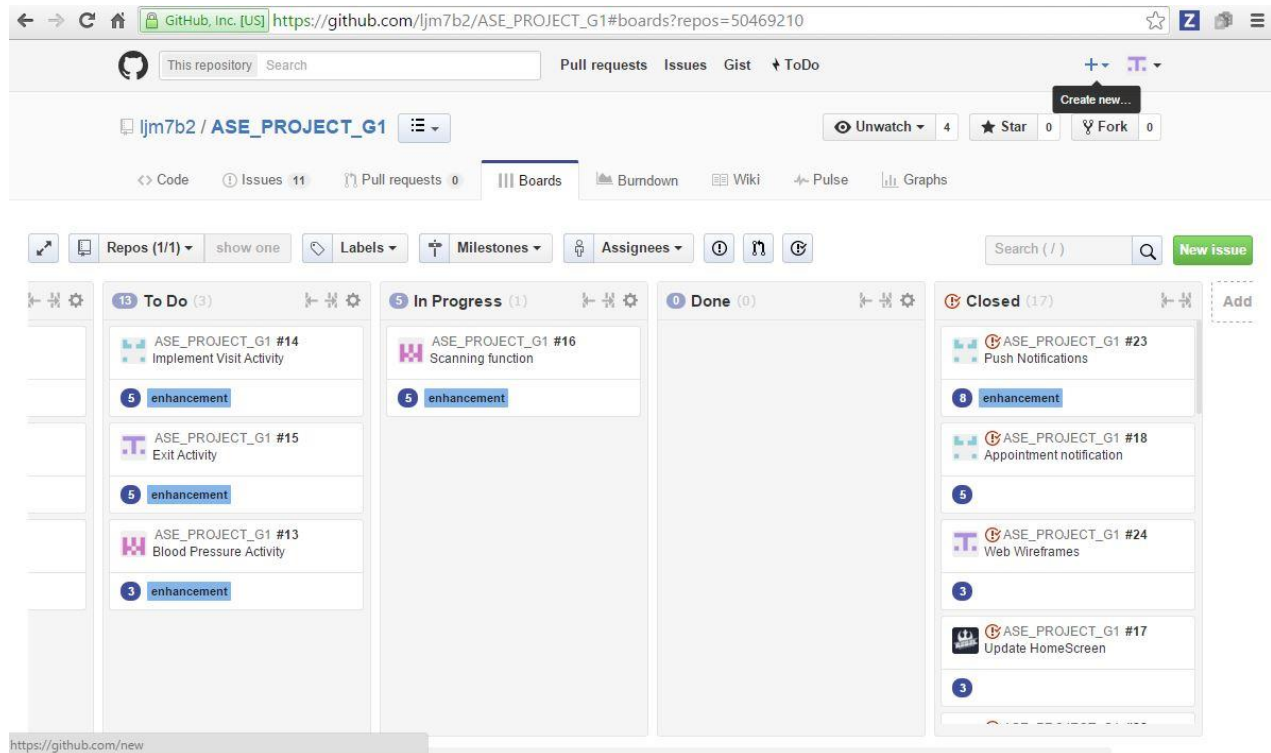 GitHub, Inc. [US] https://github.com/ljm7b2/ASE_PROJECT_G1#boards?repos=50469210 Z
This repository Search Pull requests Issues Gist ToDo
Create new...
ljm7b2 / ASE_PROJECT_G1 Unwatch 4 Star 0 Fork 0
<> Code Issues 11 Pull requests 0 Boards Burndown Wiki Pulse Graphs
Repos (1/1) show one Labels Milestones Assignees Search ( / ) New issue
13 To Do (3)
ASE_PROJECT_G1 #14
Implement Visit Activity
5 enhancement
ASE_PROJECT_G1 #15
Exit Activity
5 enhancement
ASE_PROJECT_G1 #13
Blood Pressure Activity
3 enhancement
5 In Progress (1)
ASE_PROJECT_G1 #16
Scanning function
5 enhancement
0 Done (0)
Closed (17)
ASE_PROJECT_G1 #23
Push Notifications
8 enhancement
ASE_PROJECT_G1 #18
Appointment notification
5
ASE_PROJECT_G1 #24
Web Wireframes
3
ASE_PROJECT_G1 #17
Update HomeScreen
3
Add
https://github.com/new